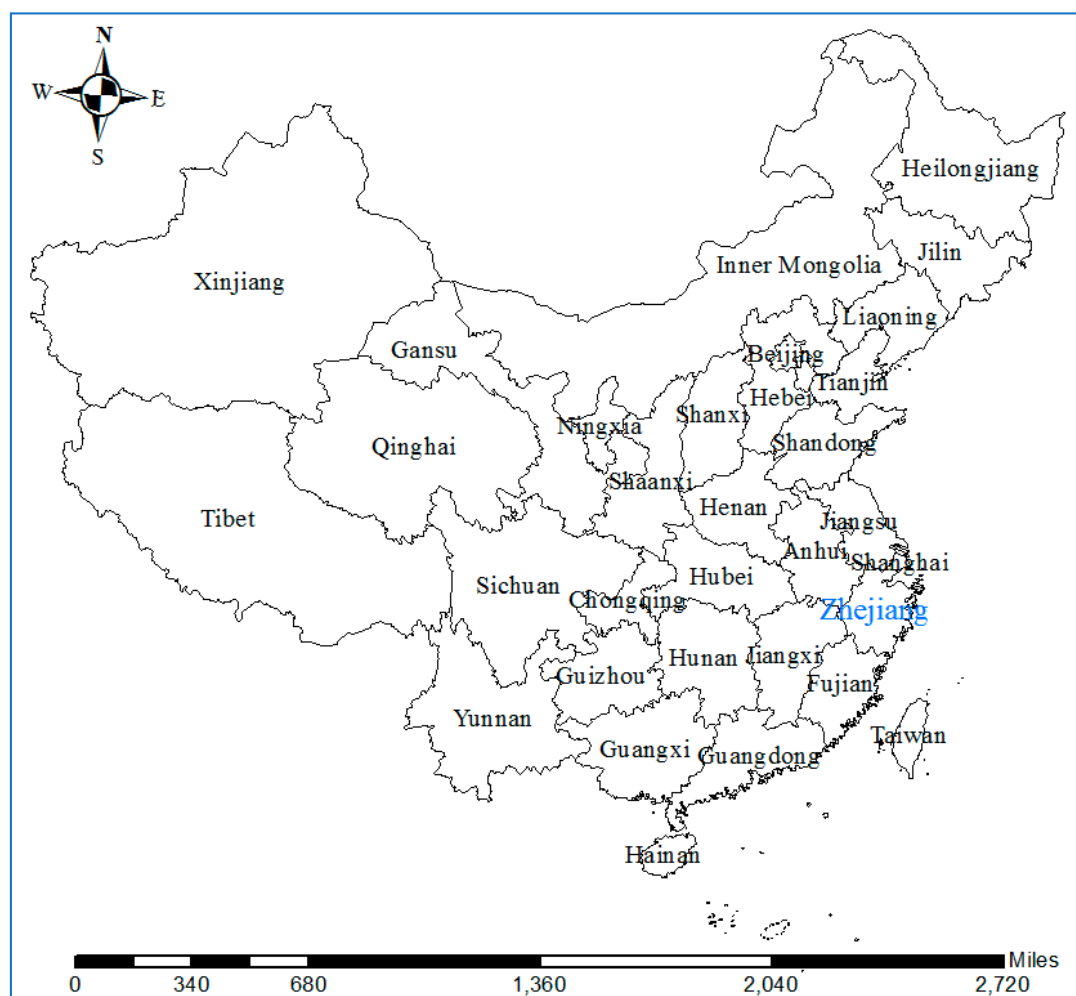 N
W E
S
Heilongjiang
Jilin
Inner Mongolia
Xinjiang
Liaoning
Gansu
Beijing
Tianjin
Hebei
Shanxi
Ningxia
Shandong
Qinghai
Shaanxi
Henan
Tibet
Jiangsu
Anhui
Shanghai
Hubei
Sichuan
Chongqing
Zhejiang
Hunan
Jiangxi
Guizhou
Fujian
Yunnan
Taiwan
Guangxi
Guangdong
Hainan
Miles
0 340 680 1,360 2,040 2,720